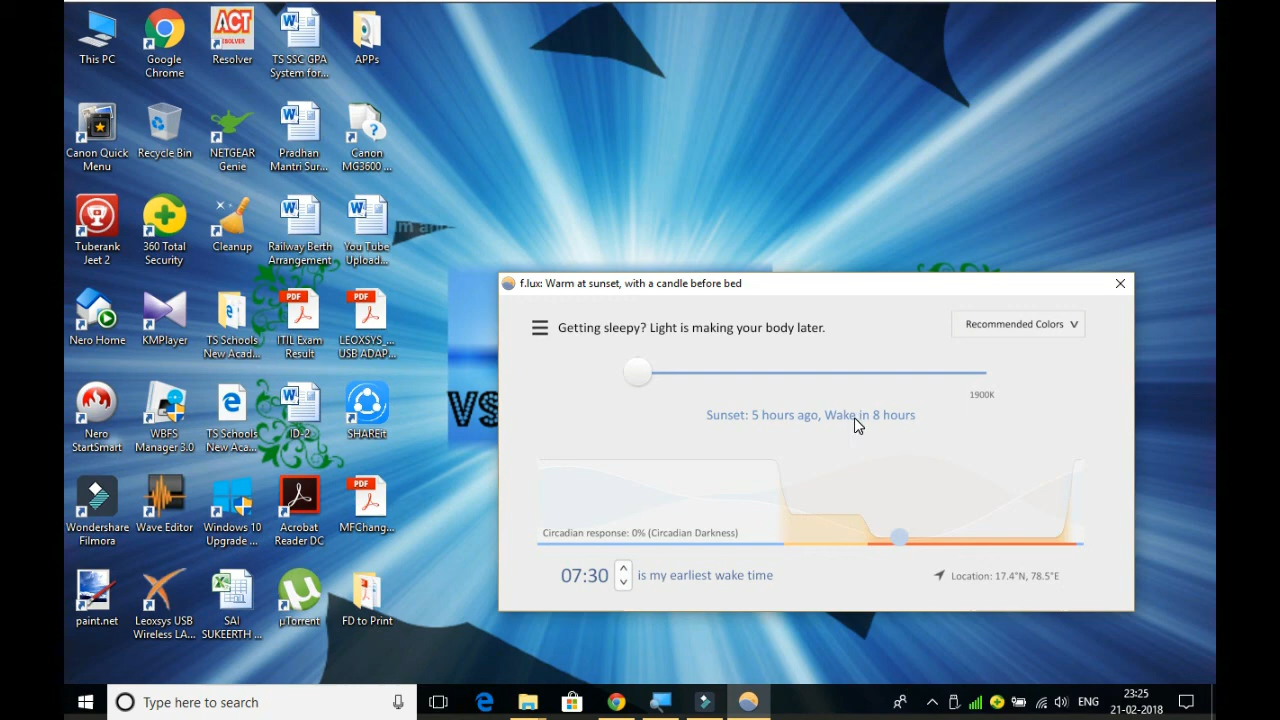 This PC
Google
Chrome
ACT
Resolver
TS SSC GPA
System for...
APPs
Canon Quick
Menu
Recycle Bin
NETGEAR
Genie
Pradhan
Mantri Sur...
Canon
MG3600 ...
Tuberank
Jeet 2
360 Total
Security
Cleanup
Railway Berth
Arrangement
You Tube
Upload...
Nero Home
KMPlayer
TS Schools
New Acad...
PDF
ITIL Exam
Result
PDF
LEOXSYS_...
USB ADAP...
Nero
StartSmart
WBFS
Manager 3.0
TS Schools
New Aca...
ID-2
SHAREit
Wondershare
Filmora
Wave Editor
Windows 10
Upgrade ...
Acrobat
Reader DC
PDF
MFChang...
paint.net
Leoxsys USB
Wireless LA...
SAI
SUKEERTH ...
µTorrent
FD to Print
VS
f.lux: Warm at sunset, with a candle before bed
Getting sleepy? Light is making your body later.
Recommended Colors
1900K
Sunset: 5 hours ago, Wake in 8 hours
Circadian response: 0% (Circadian Darkness)
07:30 is my earliest wake time
Location: 17.4°N, 78.5°E
Type here to search
ENG
23:25
21-02-2018